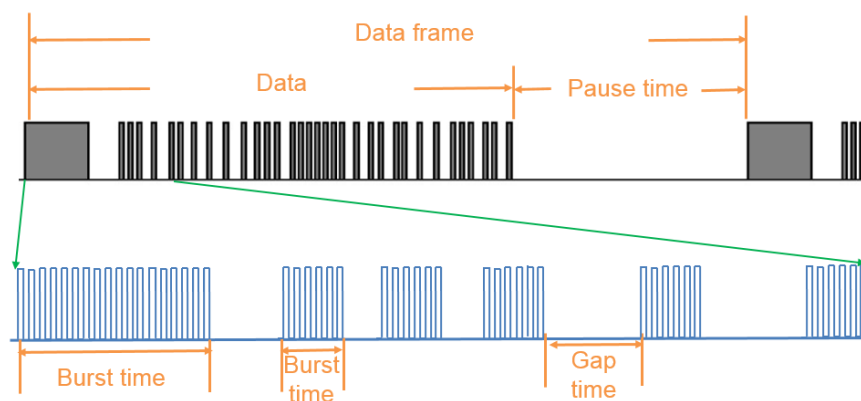 Data frame
Data
Pause time
Burst time
Burst
time
Gap
time